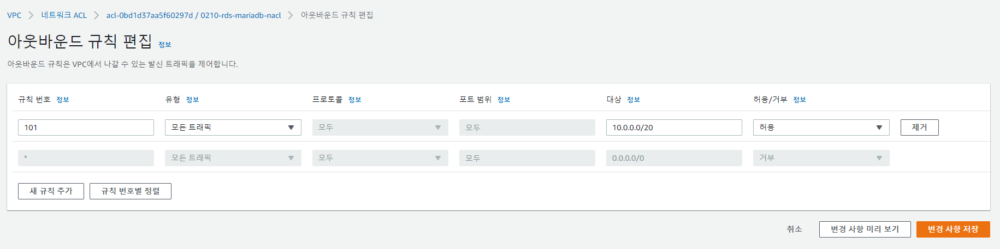 VPC > 네트워크 ACL > acl-0bd1d37aa5f60297d / 0210-rds-mariadb-nacl > 아웃바운드 규칙 편집
아웃바운드 규칙 편집 정보
아웃바운드 규칙은 VPC에서 나갈 수 있는 발신 트래픽을 제어합니다.
규칙 번호 정보 유형 정보 프로토콜 정보 포트 범위 정보 대상 정보 허용/거부 정보
101 모든 트래픽 모두 모두 10.0.0.0/20 허용 제거
* 모든 트래픽 모두 모두 0.0.0.0/0 거부
새 규칙 추가 규칙 번호별 정렬
취소 변경 사항 미리 보기 변경 사항 저장